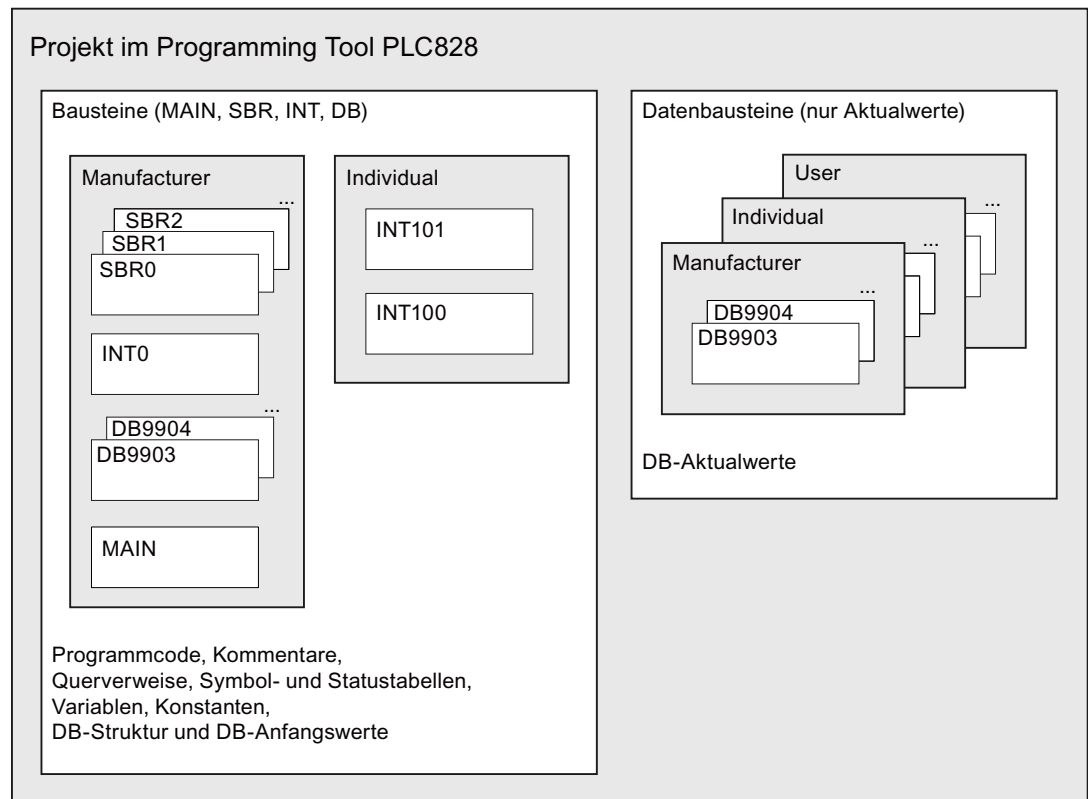 Projekt im Programming Tool PLC828
Bausteine (MAIN, SBR, INT, DB)
Manufacturer
...
SBR2
SBR1
SBR0
INT0
...
DB9904
DB9903
MAIN
Individual
INT101
INT100
Programmcode, Kommentare,
Querverweise, Symbol- und Statustabellen,
Variablen, Konstanten,
DB-Struktur und DB-Anfangswerte
Datenbausteine (nur Aktualwerte)
User
...
Individual
...
Manufacturer
...
DB9904
DB9903
DB-Aktualwerte